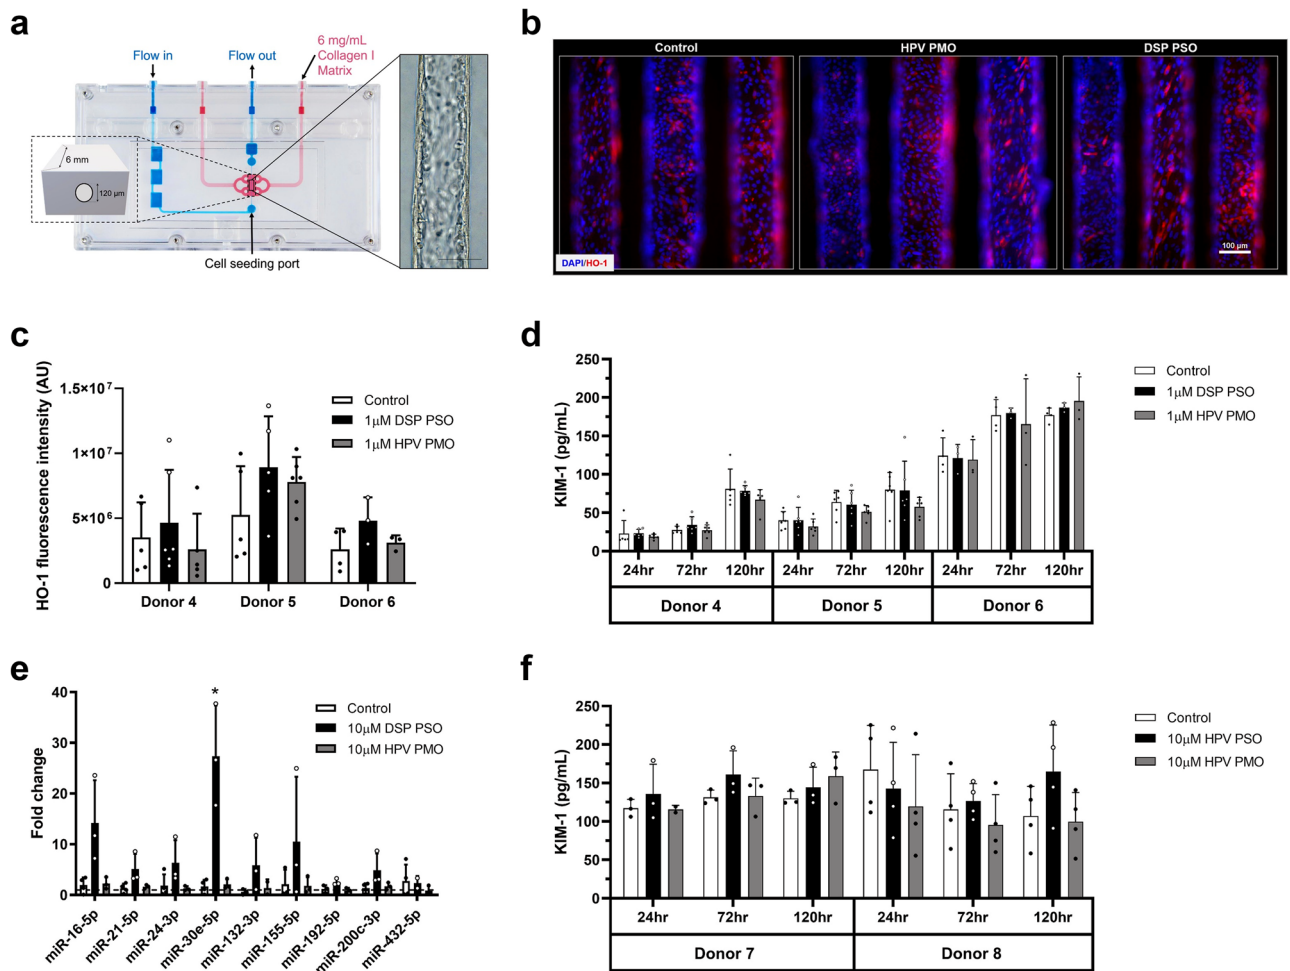 a
Flow in
Flow out
6 mg/mL
Collagen I
Matrix
6 mm
120 µm
Cell seeding port
b
Control
HPV PMO
DSP PSO
DAPI/HO-1
100 µm
c
HO-1 fluorescence intensity (AU)
1.5×10⁷
1×10⁷
5×10⁶
0
Control
1µM DSP PSO
1µM HPV PMO
Donor 4
Donor 5
Donor 6
d
KIM-1 (pg/mL)
250
200
150
100
50
0
Control
1µM DSP PSO
1µM HPV PMO
24hr 72hr 120hr 24hr 72hr 120hr 24hr 72hr 120hr
Donor 4 Donor 5 Donor 6
e
Fold change
40
30
20
10
0
*
Control
10µM DSP PSO
10µM HPV PMO
miR-16-5p
miR-21-5p
miR-24-3p
miR-30e-5p
miR-132-3p
miR-155-5p
miR-192-5p
miR-200c-3p
miR-432-5p
f
KIM-1 (pg/mL)
250
200
150
100
50
0
Control
10µM HPV PSO
10µM HPV PMO
24hr 72hr 120hr 24hr 72hr 120hr
Donor 7 Donor 8